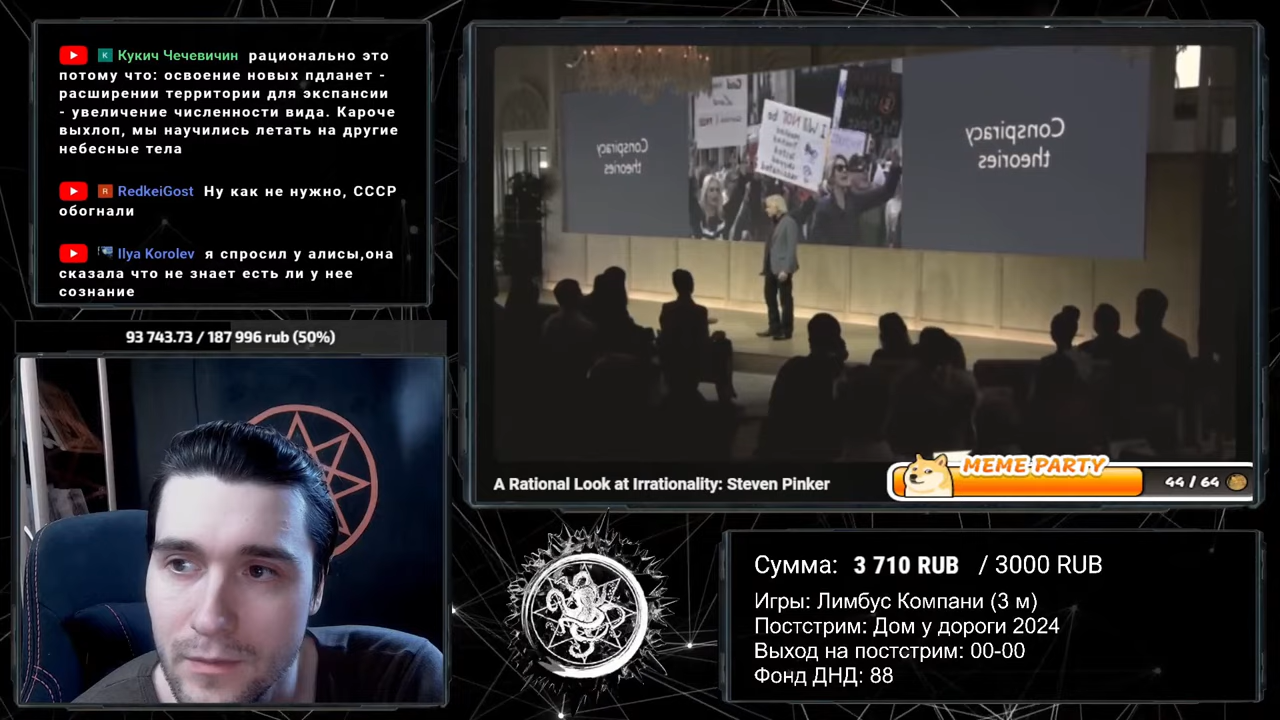 Кукич Чечевичин рационально это
потому что: освоение новых пдланет -
расширении территории для экспансии
- увеличение численности вида. Кароче
выхлоп, мы научились летать на другие
небесные тела
RedkeiGost Ну как не нужно, СССР
обогнали
Ilya Korolev я спросил у алисы,она
сказала что не знает есть ли у нее
сознание
93 743.73 / 187 996 rub (50%)
Conspiracy
theories
I Will NOT be
Conspiracy
theories
A Rational Look at Irrationality: Steven Pinker
MEME PARTY
44 / 64
Сумма: 3 710 RUB / 3000 RUB
Игры: Лимбус Компани (3 м)
Постстрим: Дом у дороги 2024
Выход на постстрим: 00-00
Фонд ДНД: 88